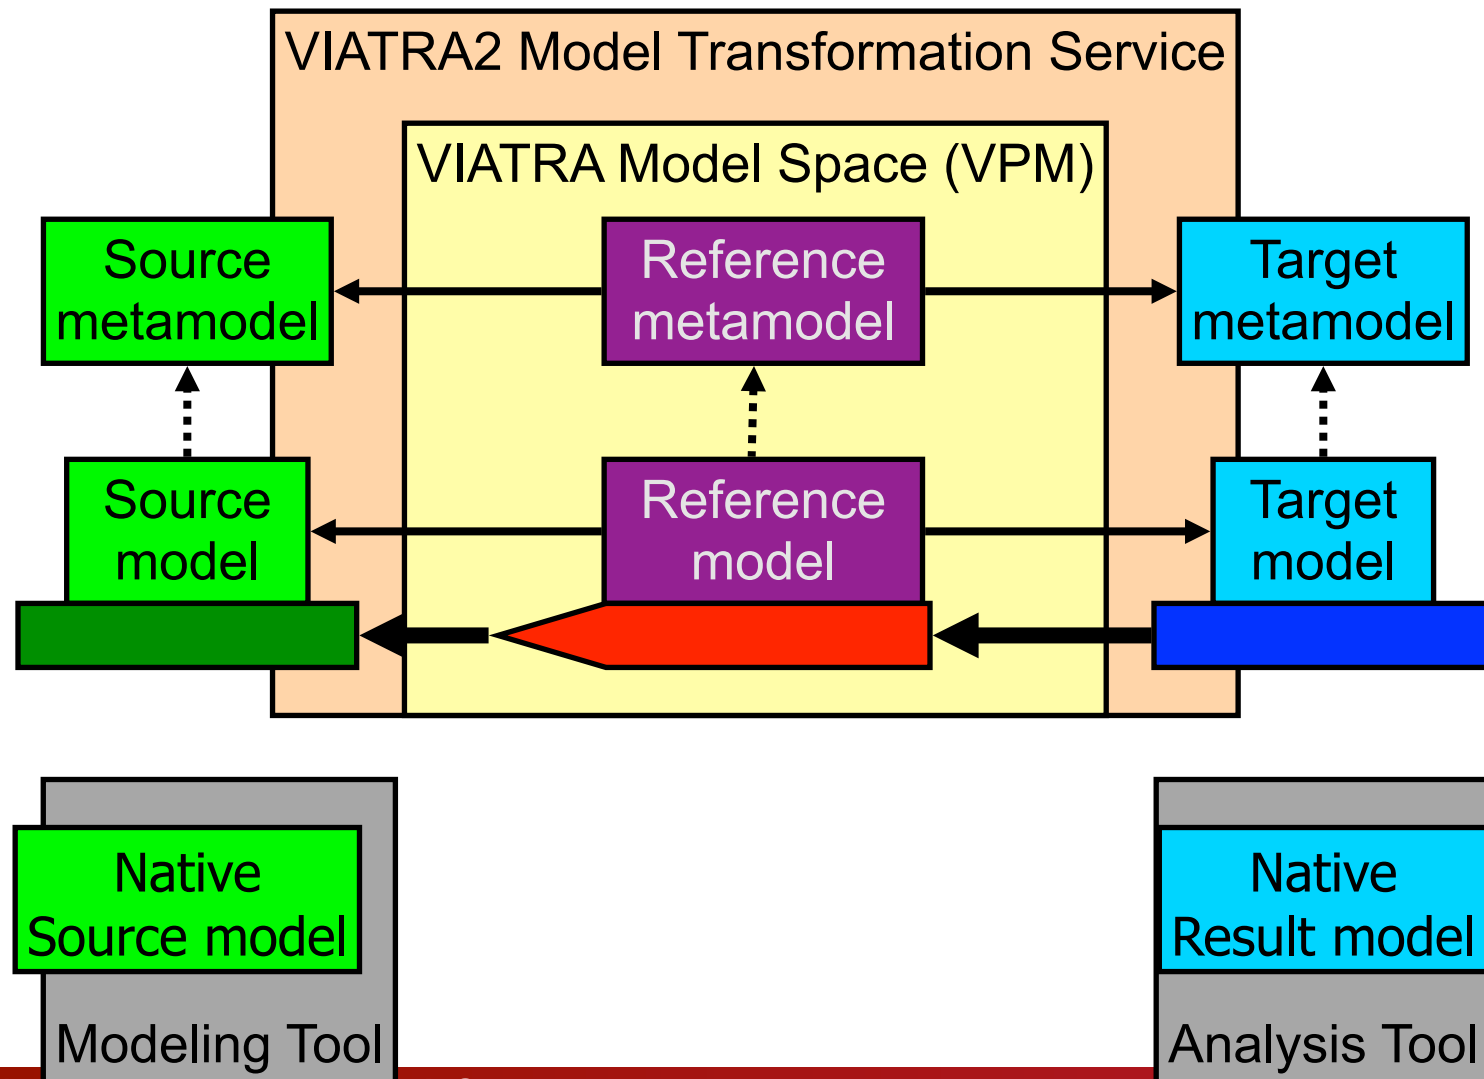 VIATRA2 Model Transformation Service
VIATRA Model Space (VPM)
Source
metamodel
Reference
metamodel
Target
metamodel
Source
model
Reference
model
Target
model
Native
Source model
Modeling Tool
Native
Result model
Analysis Tool